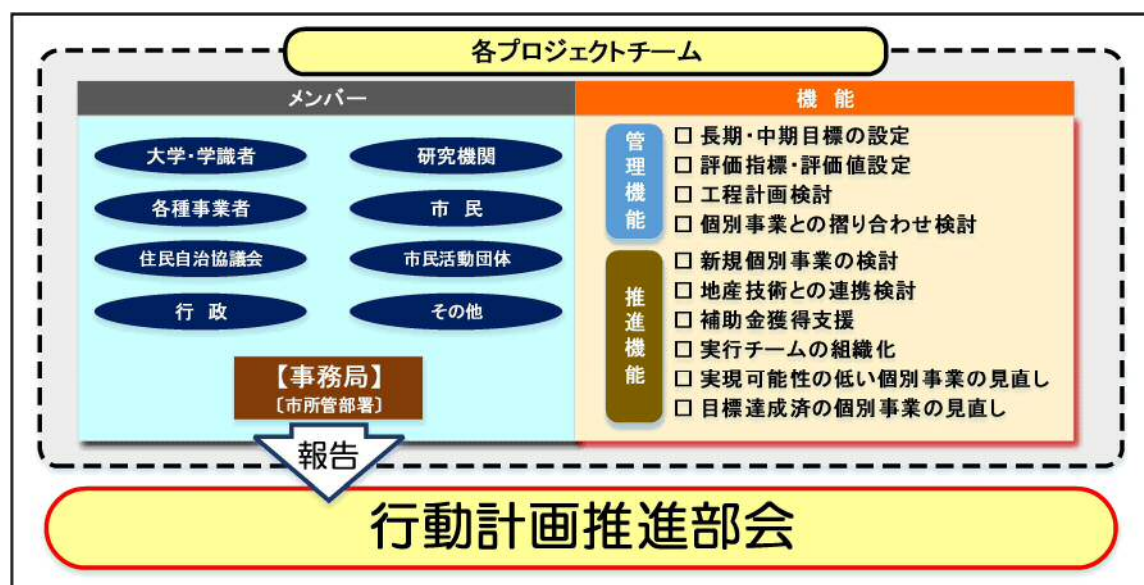 各プロジェクトチーム
メンバー
大学・学識者
研究機関
各種事業者
市 民
住民自治協議会
市民活動団体
行 政
その他
【事務局】
〔市所管部署〕
報告
機 能
管理機能
□ 長期・中期目標の設定
□ 評価指標・評価値設定
□ 工程計画検討
□ 個別事業との摺り合わせ検討
推進機能
□ 新規個別事業の検討
□ 地産技術との連携検討
□ 補助金獲得支援
□ 実行チームの組織化
□ 実現可能性の低い個別事業の見直し
□ 目標達成済の個別事業の見直し
行動計画推進部会